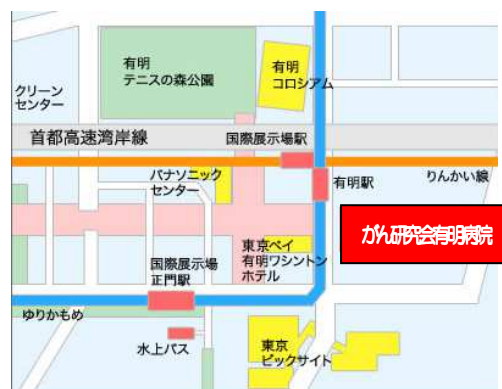 有明
テニスの森公園
有明
コロシアム
クリーン
センター
首都高速湾岸線
国際展示場駅
パナソニック
センター
有明駅
りんかい線
がん研究会有明病院
東京ベイ
有明ワシントン
ホテル
国際展示場
正門駅
ゆりかもめ
水上バス
東京
ビックサイト